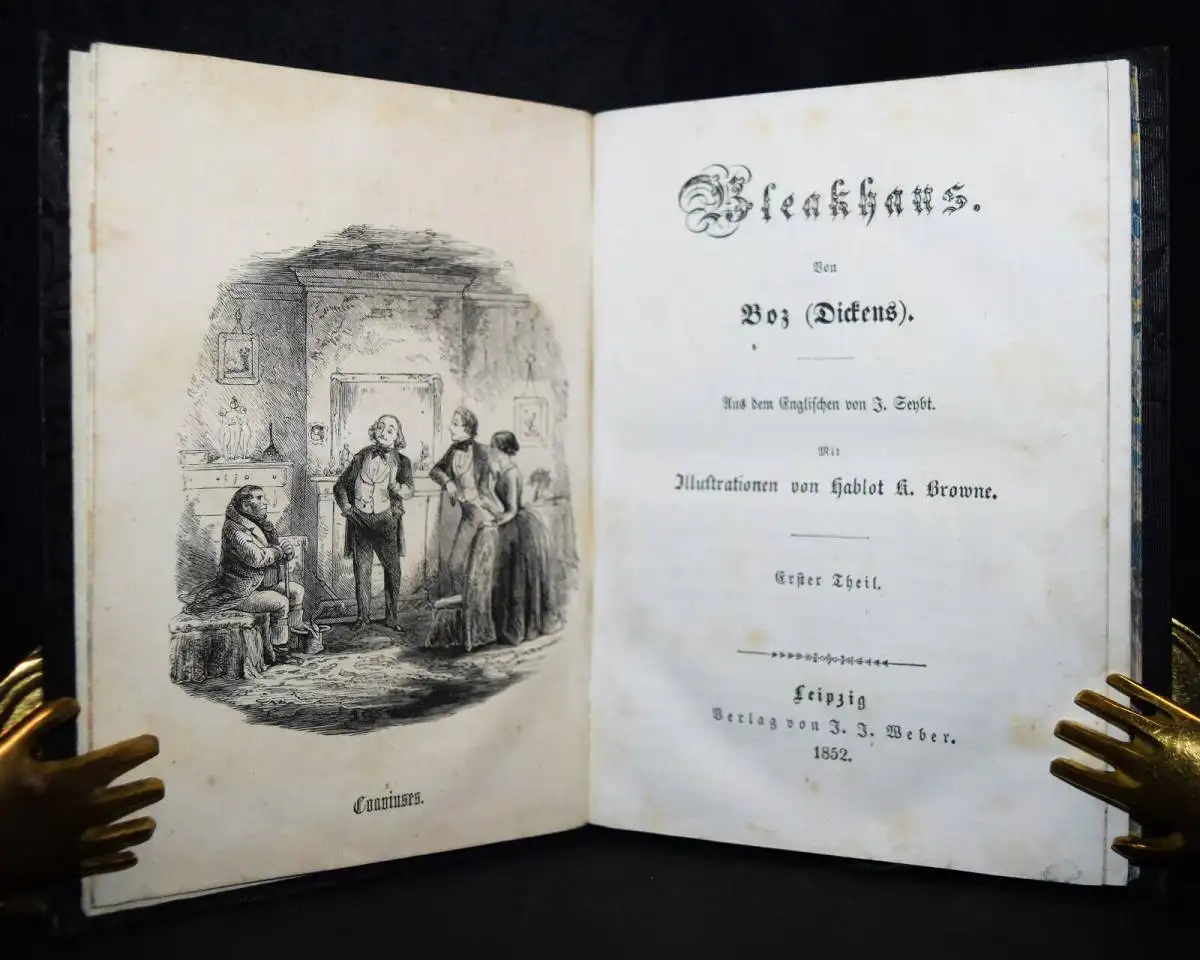 Coavinses.
Bleakhaus.
Von
Boz (Dickens).
Aus dem Englischen von J. Seybt.
Mit
Illustrationen von Hablot K. Browne.
Erster Theil.
Leipzig
Verlag von J. J. Weber.
1852.